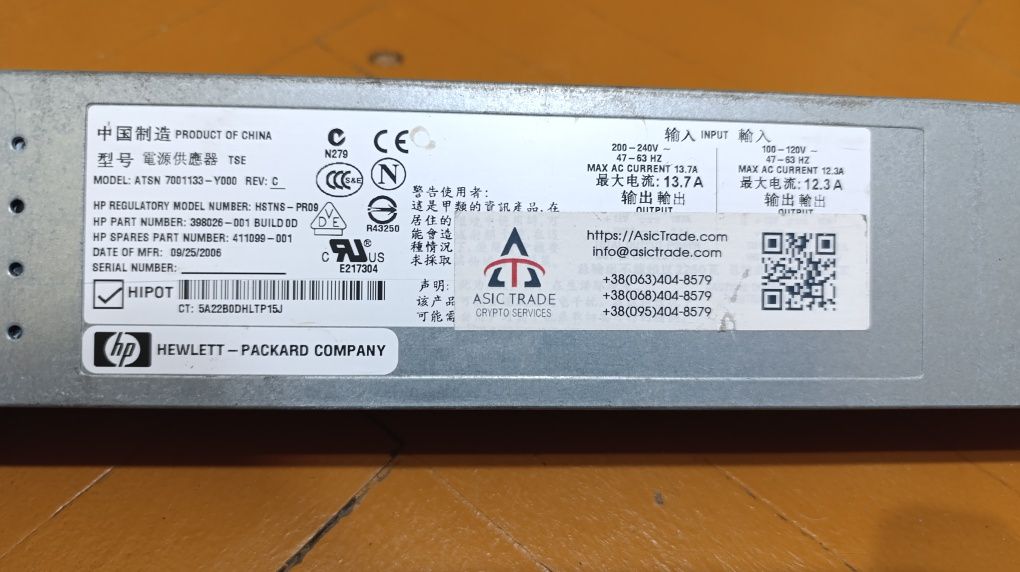 中国制造 PRODUCT OF CHINA
型号 電源供應器 TSE
MODEL: ATSN 7001133-Y000 REV: C
HP REGULATORY MODEL NUMBER: HSTNS-PR09
HP PART NUMBER: 398026-001 BUILD 0D
HP SPARES PART NUMBER: 411099-001
DATE OF MFR: 09/25/2006
SERIAL NUMBER:
HIPOT
CT: 5A22B0DHLTP15J
hp HEWLETT-PACKARD COMPANY
N279
CE
CCC S&E
N
VDE
R43250
C RU ® US
E217304
警告使用者:
這是甲類的資訊產品,在
居住的
能會造
種情況
求採取
声明:
该产品
可能需
输入 INPUT 輸入
200-240V ~
47-63 HZ
MAX AC CURRENT 13.7A
最大电流: 13.7A
输出 輸出
OUTPUT
100-120V ~
47-63 HZ
MAX AC CURRENT 12.3A
最大电流: 12.3A
输出 輸出
OUTPUT
ASIC TRADE
CRYPTO SERVICES
https://AsicTrade.com
info@asictrade.com
+38(063)404-8579
+38(068)404-8579
+38(095)404-8579